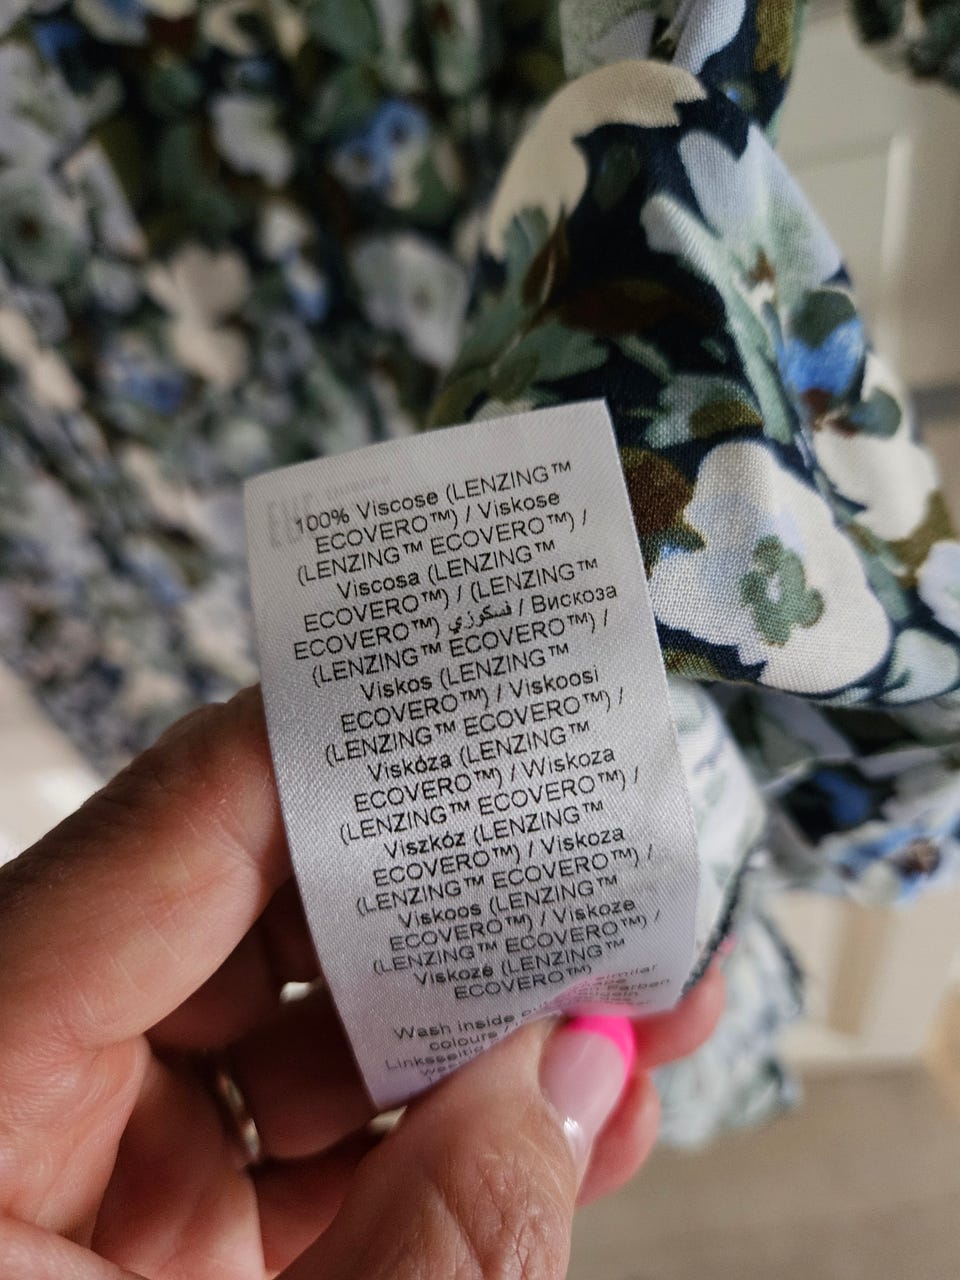 100% Viscose (LENZING™
ECOVERO™) / Viskose
(LENZING™ ECOVERO™) /
Viscosa (LENZING™
ECOVERO™) / (LENZING™
ECOVERO™) فسكوزي / Вискоза
(LENZING™ ECOVERO™) /
Viskos (LENZING™
ECOVERO™) / Viskoosi
(LENZING™ ECOVERO™) /
Viskóza (LENZING™
ECOVERO™) / Wiskoza
(LENZING™ ECOVERO™) /
Viszkóz (LENZING™
ECOVERO™) / Viskoza
(LENZING™ ECOVERO™) /
Viskoos (LENZING™
ECOVERO™) / Viskoze
(LENZING™ ECOVERO™) /
Viskozė (LENZING™
ECOVERO™)
similar
Farben
Wash inside
colours /